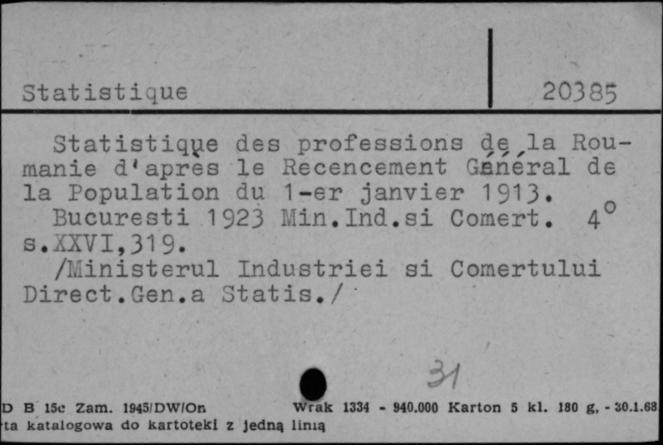 Statistique 20385
Statistique des professions de la Rou-
manie d'après le Recencement Général de
la Population du 1-er janvier 1913.
Bucuresti 1923 Min.Ind.si Comert. 4°
s.XXVI,319.
/Ministerul Industriei si Comertului
Direct.Gen.a Statis./
31
D B 15c Zam. 1945/DW/On Wrak 1334 - 940.000 Karton 5 kl. 180 g, - 30.1.68
ta katalogowa do kartoteki z jedną linią